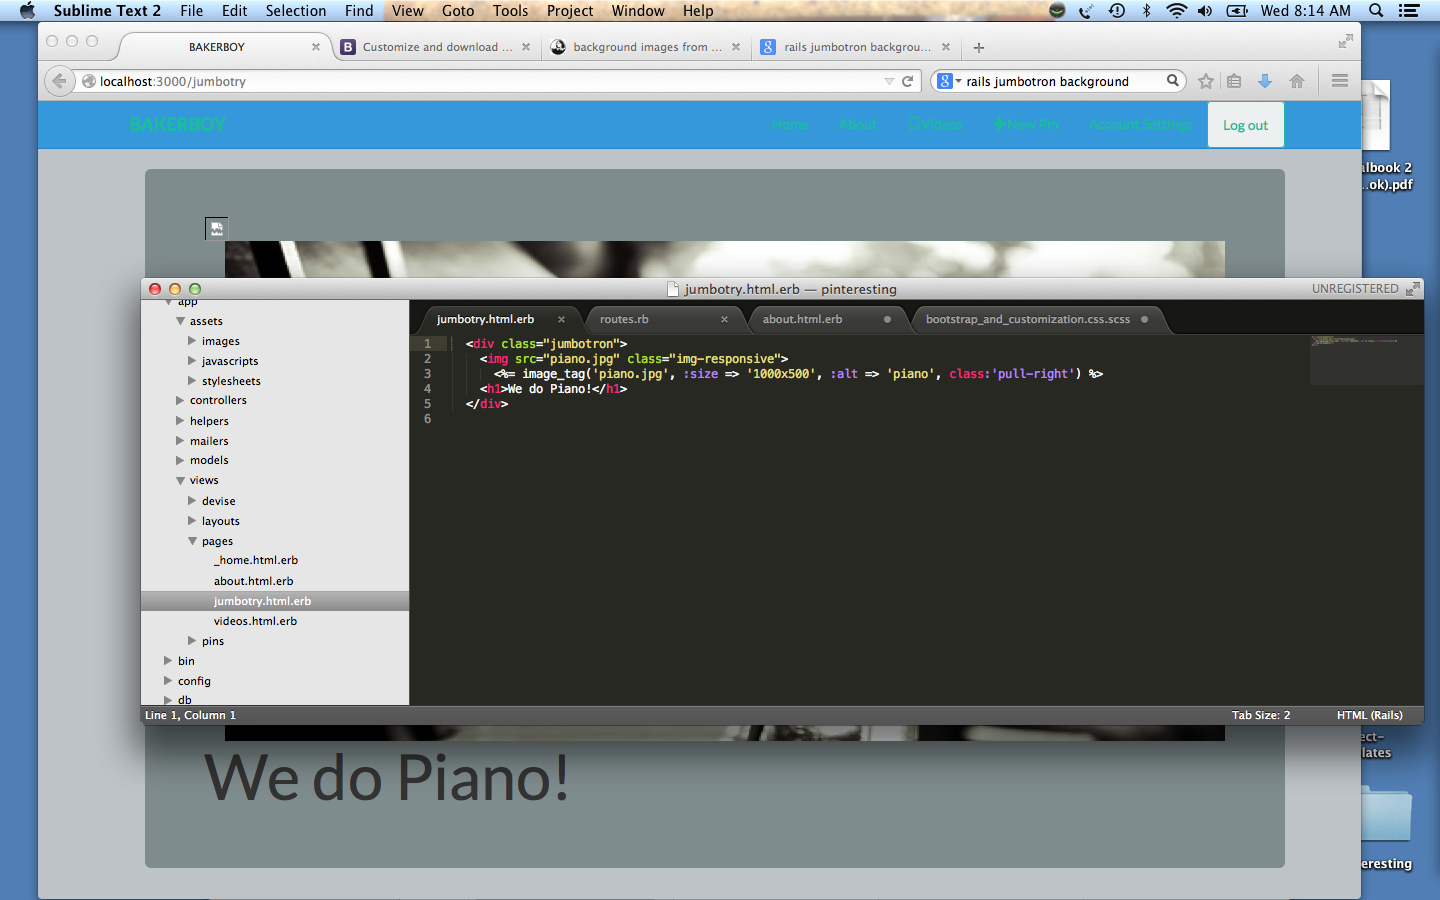 Sublime Text 2 File Edit Selection Find View Goto Tools Project Window Help Wed 8:14 AM
BAKERBOY Customize and download ... background images from ... rails jumbotron backgrou...
localhost:3000/jumbotry rails jumbotron background
BAKERBOY Home About Videos New Pin Account Settings Log out
albook 2
...ok).pdf
jumbotry.html.erb — pinteresting UNREGISTERED
app
assets
images
javascripts
stylesheets
controllers
helpers
mailers
models
views
devise
layouts
pages
_home.html.erb
about.html.erb
jumbotry.html.erb
videos.html.erb
pins
bin
config
db
jumbotry.html.erb routes.rb about.html.erb bootstrap_and_customization.css.scss
1 <div class="jumbotron">
2 <img src="piano.jpg" class="img-responsive">
3 <%= image_tag('piano.jpg', :size => '1000x500', :alt => 'piano', class:'pull-right') %>
4 <h1>We do Piano!</h1>
5 </div>
6
Line 1, Column 1 Tab Size: 2 HTML (Rails)
ect-
lates
We do Piano!
eresting